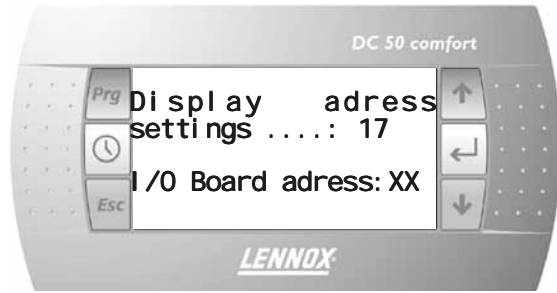 DC 50 comfort
Prg
Display adress
settings ....: 17
I/O Board adress: XX
Esc
LENNOX